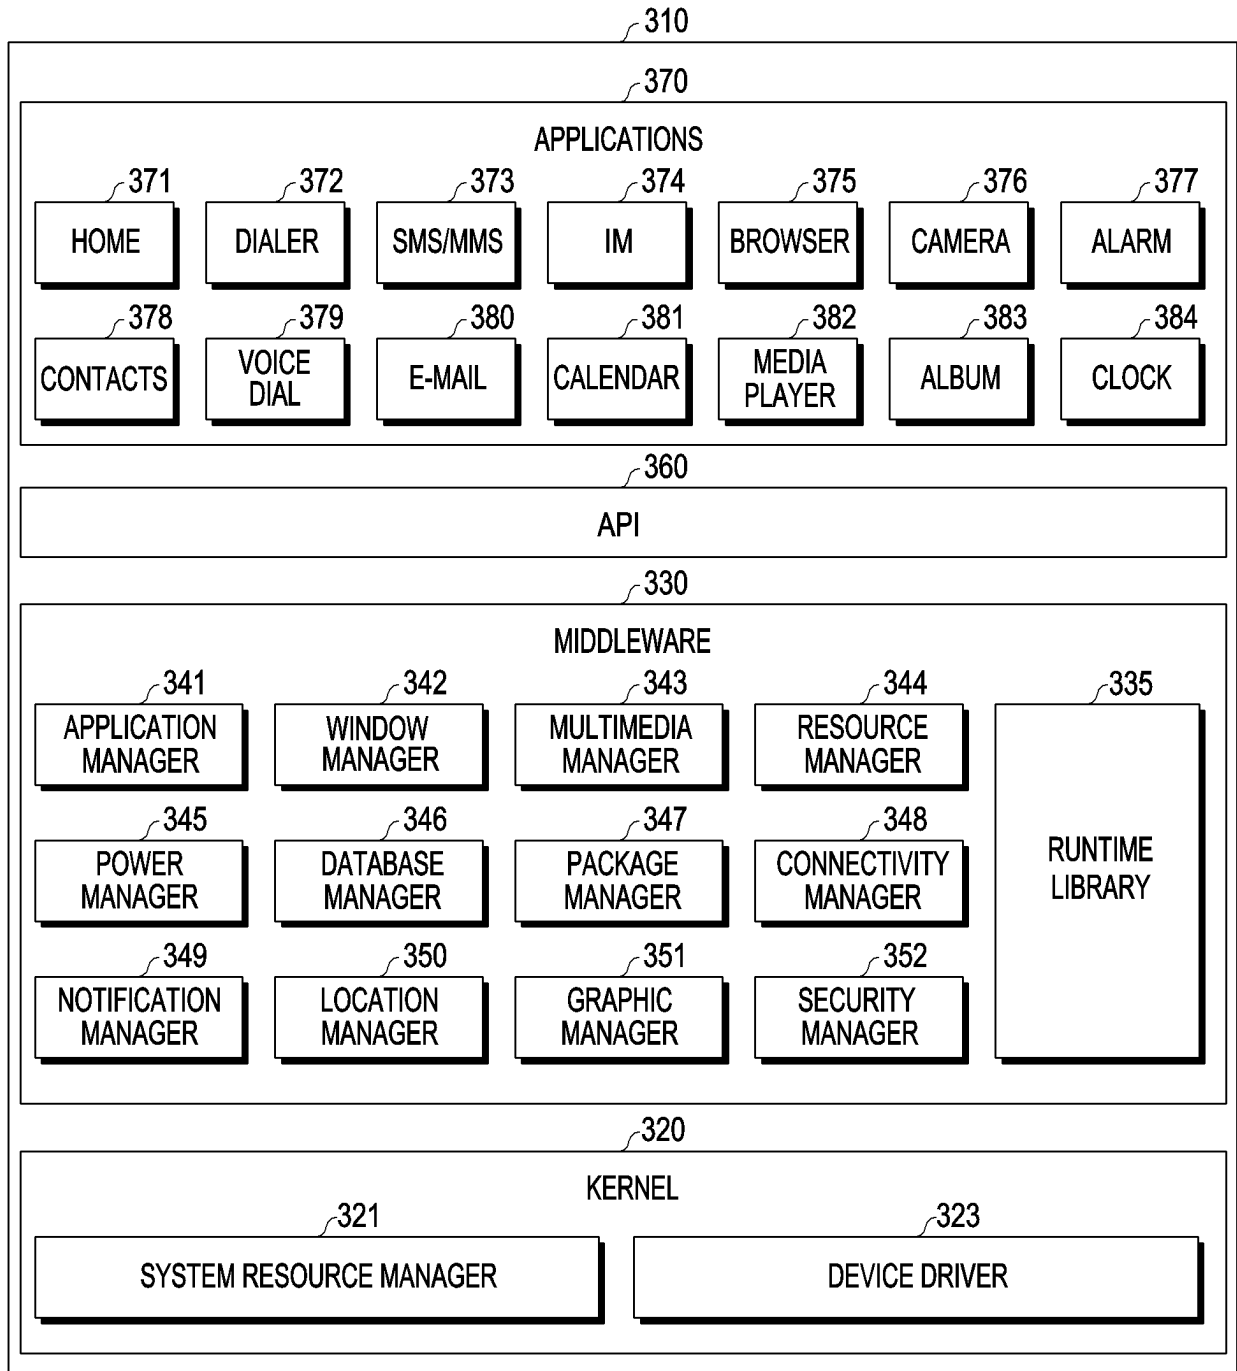 310
370
APPLICATIONS
371 372 373 374 375 376 377
HOME DIALER SMS/MMS IM BROWSER CAMERA ALARM
378 379 380 381 382 383 384
CONTACTS
VOICE
DIAL
E-MAIL
CALENDAR
MEDIA
PLAYER
ALBUM
CLOCK
360
API
330
MIDDLEWARE
341
APPLICATION
MANAGER
342
WINDOW
MANAGER
343
MULTIMEDIA
MANAGER
344
RESOURCE
MANAGER
335
RUNTIME
LIBRARY
345
POWER
MANAGER
346
DATABASE
MANAGER
347
PACKAGE
MANAGER
348
CONNECTIVITY
MANAGER
349
NOTIFICATION
MANAGER
350
LOCATION
MANAGER
351
GRAPHIC
MANAGER
352
SECURITY
MANAGER
320
KERNEL
321
SYSTEM RESOURCE MANAGER
323
DEVICE DRIVER